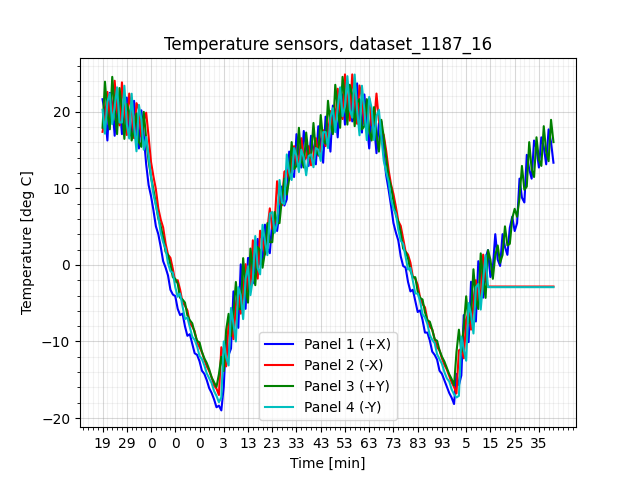 Temperature sensors, dataset_1187_16
Temperature [deg C]
20
10
0
−10
−20
Panel 1 (+X)
Panel 2 (-X)
Panel 3 (+Y)
Panel 4 (-Y)
19 29 0 0 0 3 13 23 33 43 53 63 73 83 93 5 15 25 35
Time [min]